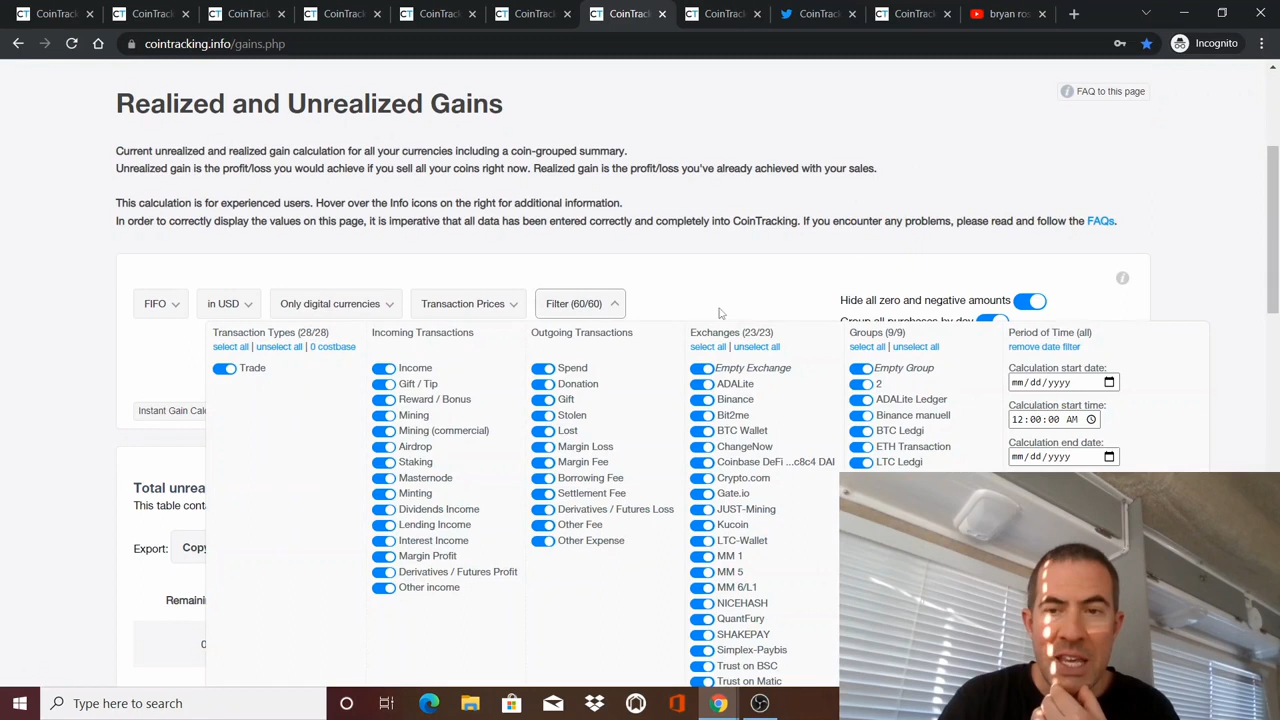 CoinTrack
CoinTrack
CoinTrack
CoinTrack
CoinTrack
CoinTrack
CoinTrack
CoinTrack
CoinTrack
CoinTrack
bryan ros
cointracking.info/gains.php
Incognito
Realized and Unrealized Gains
FAQ to this page
Current unrealized and realized gain calculation for all your currencies including a coin-grouped summary.
Unrealized gain is the profit/loss you would achieve if you sell all your coins right now. Realized gain is the profit/loss you've already achieved with your sales.
This calculation is for experienced users. Hover over the Info icons on the right for additional information.
In order to correctly display the values on this page, it is imperative that all data has been entered correctly and completely into CoinTracking. If you encounter any problems, please read and follow the FAQs.
FIFO
in USD
Only digital currencies
Transaction Prices
Filter (60/60)
Hide all zero and negative amounts
Group all purchases by day
Transaction Types (28/28)
select all | unselect all | 0 costbase
Trade
Incoming Transactions
Income
Gift / Tip
Reward / Bonus
Mining
Mining (commercial)
Airdrop
Staking
Masternode
Minting
Dividends Income
Lending Income
Interest Income
Margin Profit
Derivatives / Futures Profit
Other income
Outgoing Transactions
Spend
Donation
Gift
Stolen
Lost
Margin Loss
Margin Fee
Borrowing Fee
Settlement Fee
Derivatives / Futures Loss
Other Fee
Other Expense
Exchanges (23/23)
select all | unselect all
Empty Exchange
ADALite
Binance
Bit2me
BTC Wallet
ChangeNow
Coinbase DeFi ...c8c4 DAI
Crypto.com
Gate.io
JUST-Mining
Kucoin
LTC-Wallet
MM 1
MM 5
MM 6/L1
NICEHASH
QuantFury
SHAKEPAY
Simplex-Paybis
Trust on BSC
Trust on Matic
Groups (9/9)
select all | unselect all
Empty Group
2
ADALite Ledger
Binance manuell
BTC Ledgi
ETH Transaction
LTC Ledgi
Period of Time (all)
remove date filter
Calculation start date:
mm/dd/yyyy
Calculation start time:
12:00:00 AM
Calculation end date:
mm/dd/yyyy
Instant Gain Calc
Total unrea
This table cont
Export:
Copy
Remaini
0
Type here to search